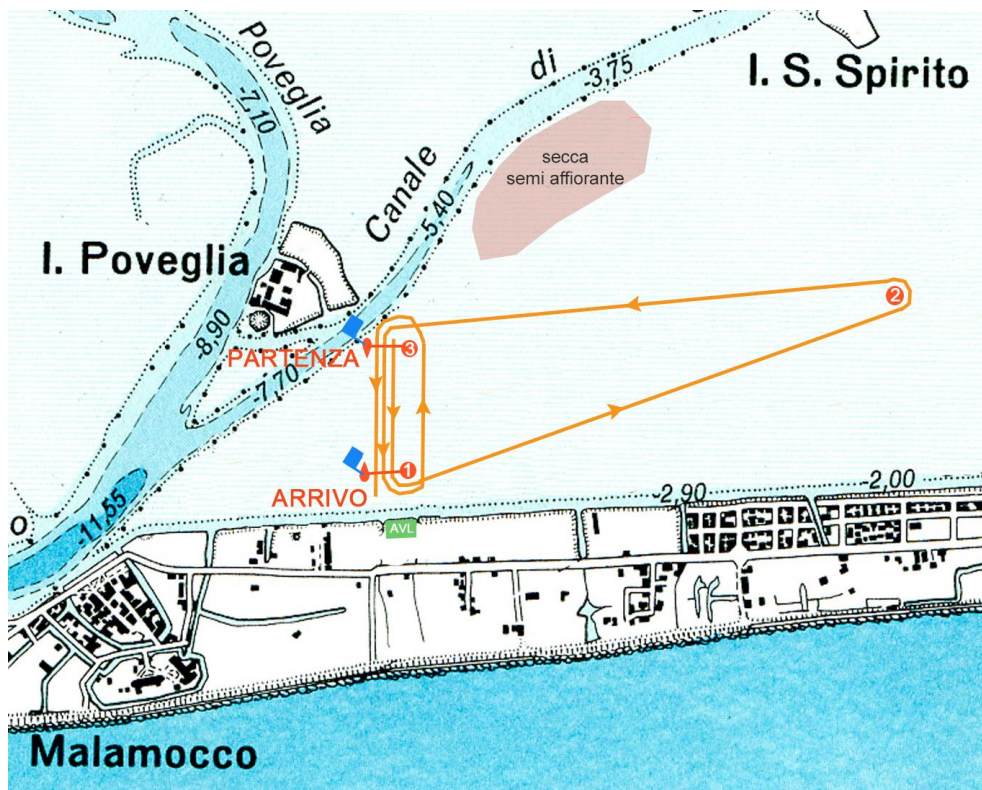 Poveglia
-7,10
di
-3,75
I. S. Spirito
secca
semi affiorante
Canale
-5,40
I. Poveglia
-8,90
2
PARTENZA
3
-7,70
1
ARRIVO
-2,90
-2,00
-11,55
o
AVL
Malamocco